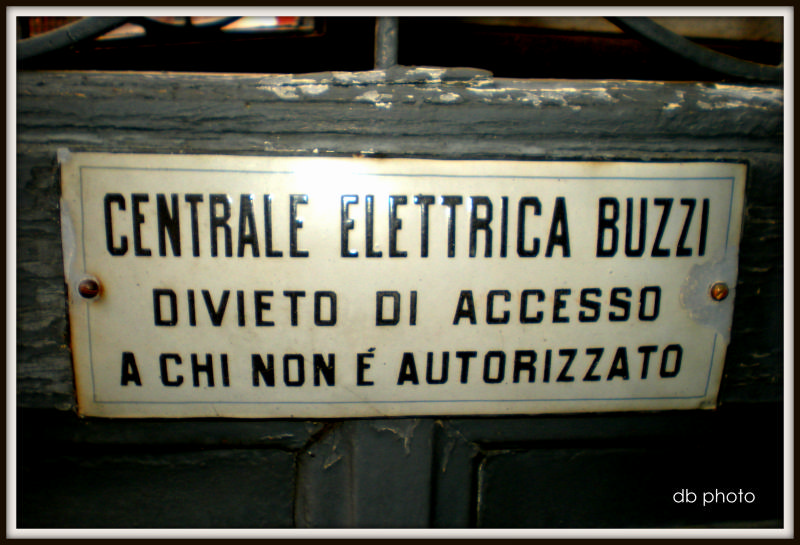 CENTRALE ELETTRICA BUZZI
DIVIETO DI ACCESSO
A CHI NON É AUTORIZZATO
db photo